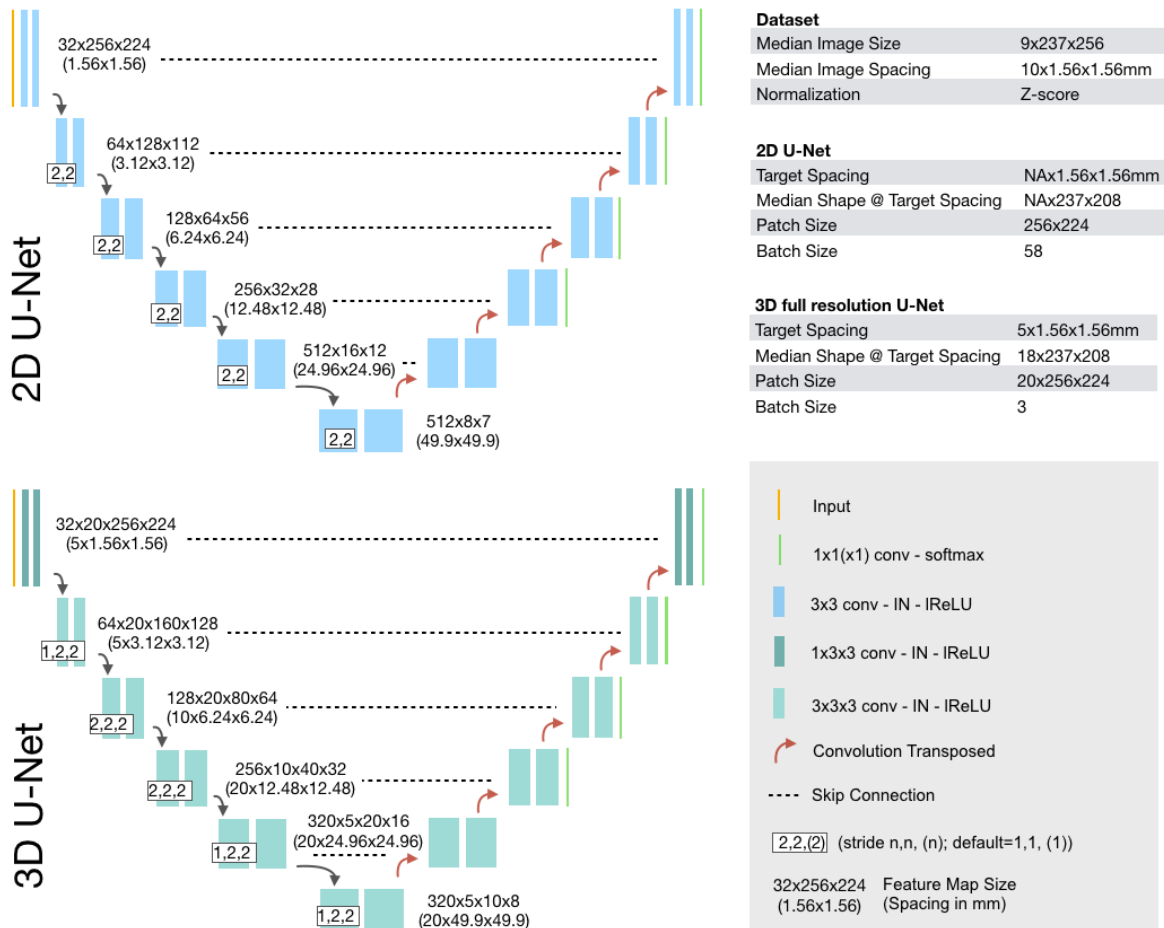 32x256x224
(1.56x1.56)
64x128x112
(3.12x3.12)
2,2
128x64x56
(6.24x6.24)
2,2
256x32x28
(12.48x12.48)
2,2
512x16x12
(24.96x24.96)
2,2
512x8x7
(49.9x49.9)
2,2
2D U-Net
Dataset
Median Image Size 9x237x256
Median Image Spacing 10x1.56x1.56mm
Normalization Z-score
2D U-Net
Target Spacing NAx1.56x1.56mm
Median Shape @ Target Spacing NAx237x208
Patch Size 256x224
Batch Size 58
3D full resolution U-Net
Target Spacing 5x1.56x1.56mm
Median Shape @ Target Spacing 18x237x208
Patch Size 20x256x224
Batch Size 3
32x20x256x224
(5x1.56x1.56)
64x20x160x128
(5x3.12x3.12)
1,2,2
128x20x80x64
(10x6.24x6.24)
2,2,2
256x10x40x32
(20x12.48x12.48)
2,2,2
320x5x20x16
(20x24.96x24.96)
1,2,2
320x5x10x8
(20x49.9x49.9)
1,2,2
3D U-Net
Input
1x1(x1) conv - softmax
3x3 conv - IN - lReLU
1x3x3 conv - IN - lReLU
3x3x3 conv - IN - lReLU
Convolution Transposed
Skip Connection
2,2,(2) (stride n,n, (n); default=1,1, (1))
32x256x224 Feature Map Size
(1.56x1.56) (Spacing in mm)